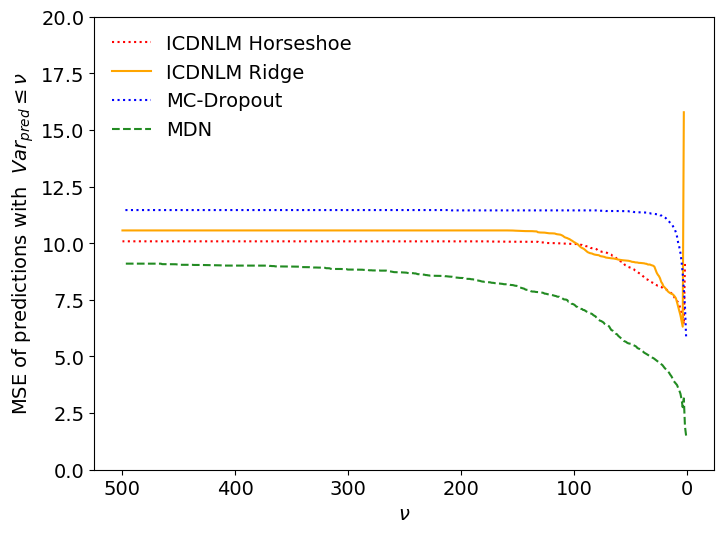 MSE of predictions with Var_pred ≤ ν
20.0
17.5
15.0
12.5
10.0
7.5
5.0
2.5
0.0
ICDNLM Horseshoe
ICDNLM Ridge
MC-Dropout
MDN
500 400 300 200 100 0
ν